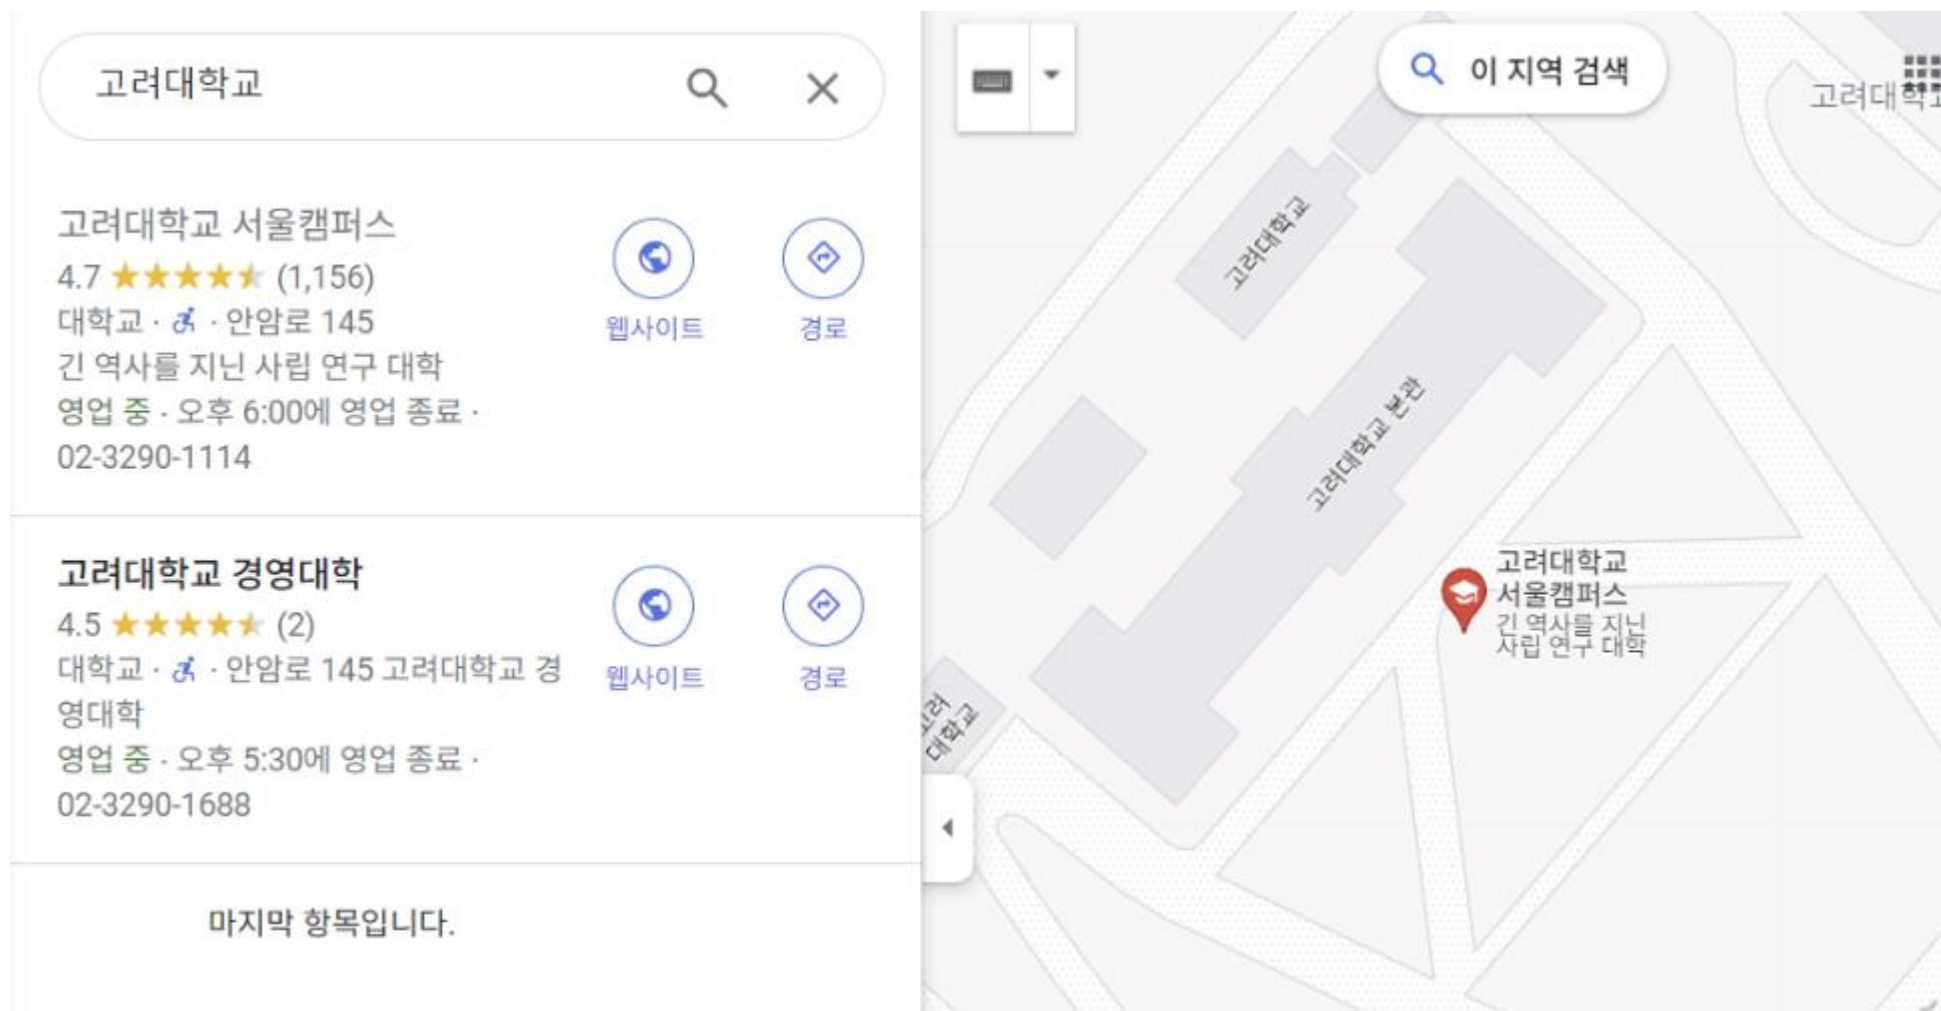 고려대학교
고려대학교 서울캠퍼스
4.7 (1,156)
대학교 · · 안암로 145
긴 역사를 지닌 사립 연구 대학
영업 중 · 오후 6:00에 영업 종료 ·
02-3290-1114
웹사이트
경로
고려대학교 경영대학
4.5 (2)
대학교 · · 안암로 145 고려대학교 경
영대학
영업 중 · 오후 5:30에 영업 종료 ·
02-3290-1688
웹사이트
경로
마지막 항목입니다.
이 지역 검색
고려대학교
고려대학교 본관
고려대학교
서울캠퍼스
긴 역사를 지닌
사립 연구 대학
고려
대학교